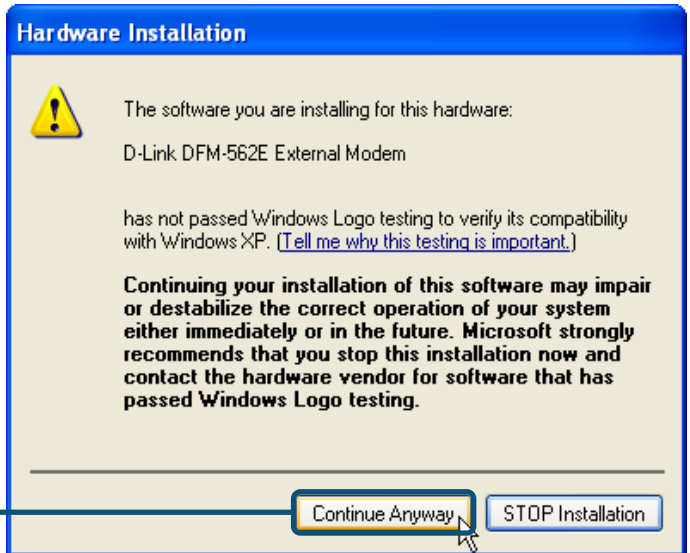 Hardware Installation
The software you are installing for this hardware:
D-Link DFM-562E External Modem
has not passed Windows Logo testing to verify its compatibility
with Windows XP. (Tell me why this testing is important.)
Continuing your installation of this software may impair
or destabilize the correct operation of your system
either immediately or in the future. Microsoft strongly
recommends that you stop this installation now and
contact the hardware vendor for software that has
passed Windows Logo testing.
Continue Anyway
STOP Installation